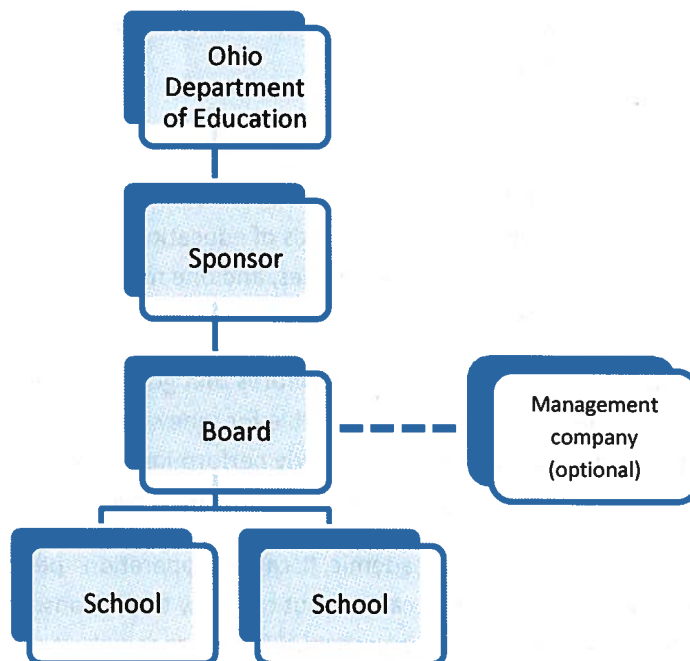 Ohio
Department
of Education
Sponsor
Board
Management
company
(optional)
School
School